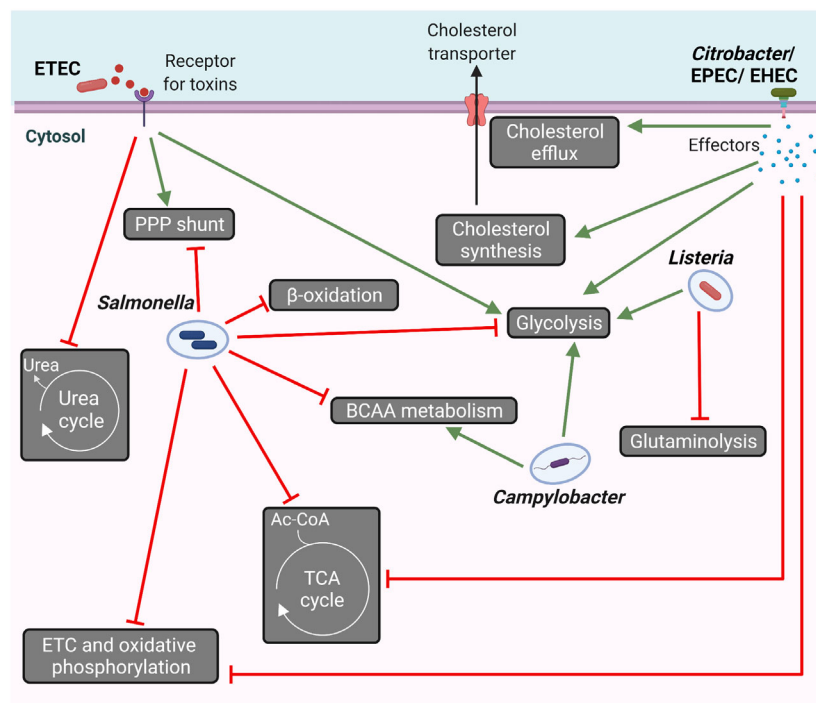 Cholesterol
transporter
ETEC
Receptor
for toxins
Citrobacter/
EPEC/ EHEC
Cytosol
Cholesterol
efflux
Effectors
PPP shunt
Cholesterol
synthesis
Listeria
Salmonella
β-oxidation
Glycolysis
Urea
Urea
cycle
BCAA metabolism
Glutaminolysis
Campylobacter
Ac-CoA
TCA
cycle
ETC and oxidative
phosphorylation